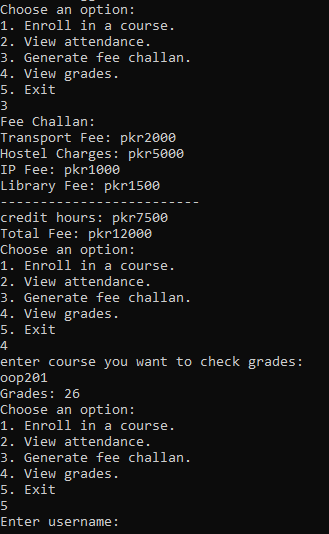 Choose an option:
1. Enroll in a course.
2. View attendance.
3. Generate fee challan.
4. View grades.
5. Exit
3
Fee Challan:
Transport Fee: pkr2000
Hostel Charges: pkr5000
IP Fee: pkr1000
Library Fee: pkr1500
-------------------------
credit hours: pkr7500
Total Fee: pkr12000
Choose an option:
1. Enroll in a course.
2. View attendance.
3. Generate fee challan.
4. View grades.
5. Exit
4
enter course you want to check grades:
oop201
Grades: 26
Choose an option:
1. Enroll in a course.
2. View attendance.
3. Generate fee challan.
4. View grades.
5. Exit
5
Enter username: